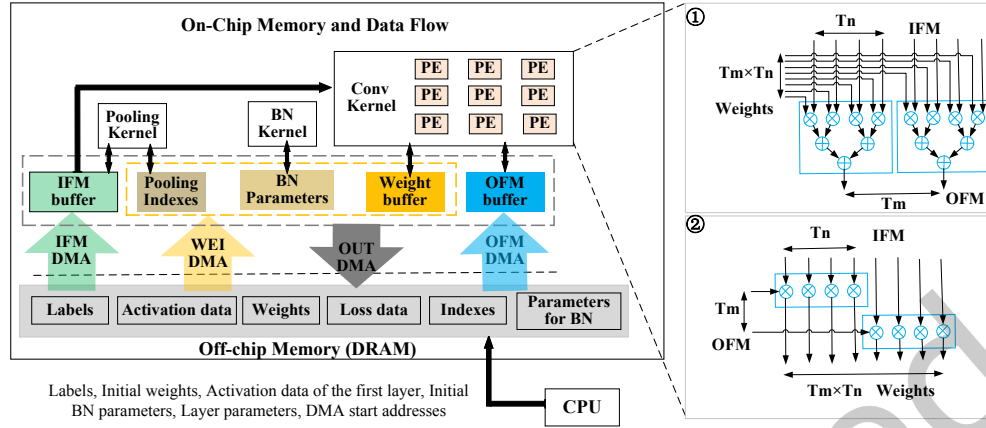 On-Chip Memory and Data Flow
Conv
Kernel
PE PE PE
PE PE PE
PE PE PE
Pooling
Kernel
BN
Kernel
IFM
buffer
Pooling
Indexes
BN
Parameters
Weight
buffer
OFM
buffer
IFM
DMA
WEI
DMA
OUT
DMA
OFM
DMA
Labels
Activation data
Weights
Loss data
Indexes
Parameters
for BN
Off-chip Memory (DRAM)
Labels, Initial weights, Activation data of the first layer, Initial
BN parameters, Layer parameters, DMA start addresses
CPU
①
Tn
IFM
Tm×Tn
Weights
Tm
OFM
②
Tn
IFM
Tm
OFM
Tm×Tn Weights